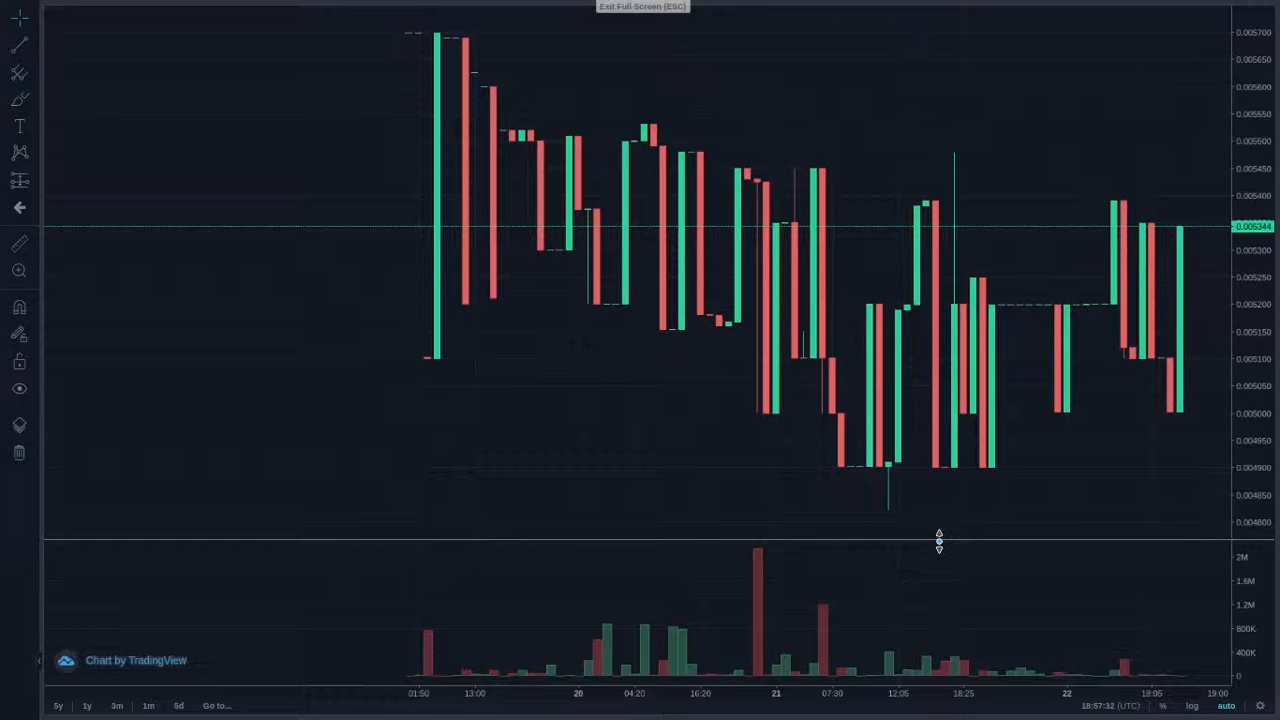 Exit Full Screen (ESC)
0.005700
0.005650
0.005600
0.005550
0.005500
0.005450
0.005400
0.005344
0.005300
0.005250
0.005200
0.005150
0.005100
0.005050
0.005000
0.004950
0.004900
0.004850
0.004800
2M
1.6M
1.2M
800K
400K
0
Chart by TradingView
01:50 13:00 20 04:20 16:20 21 07:30 12:05 18:25 22 18:05 19:00
5y 1y 3m 1m 5d Go to... 18:57:32 (UTC) % log auto